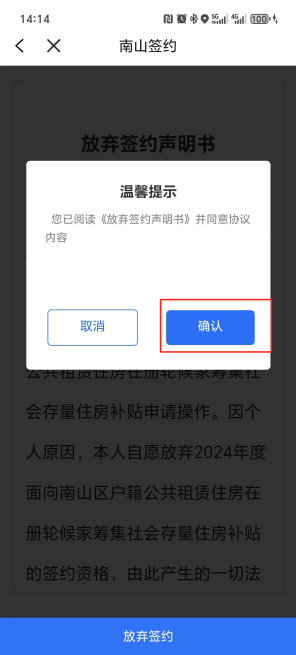 14:14
5G
4G
100
南山签约
放弃签约声明书
温馨提示
您已阅读《放弃签约声明书》并同意协议
内容
取消
确认
公共租赁住房在册轮候家筹集社
会存量住房补贴申请操作。因个
人原因，本人自愿放弃2024年度
面向南山区户籍公共租赁住房在
册轮候家筹集社会存量住房补贴
的签约资格，由此产生的一切法
放弃签约